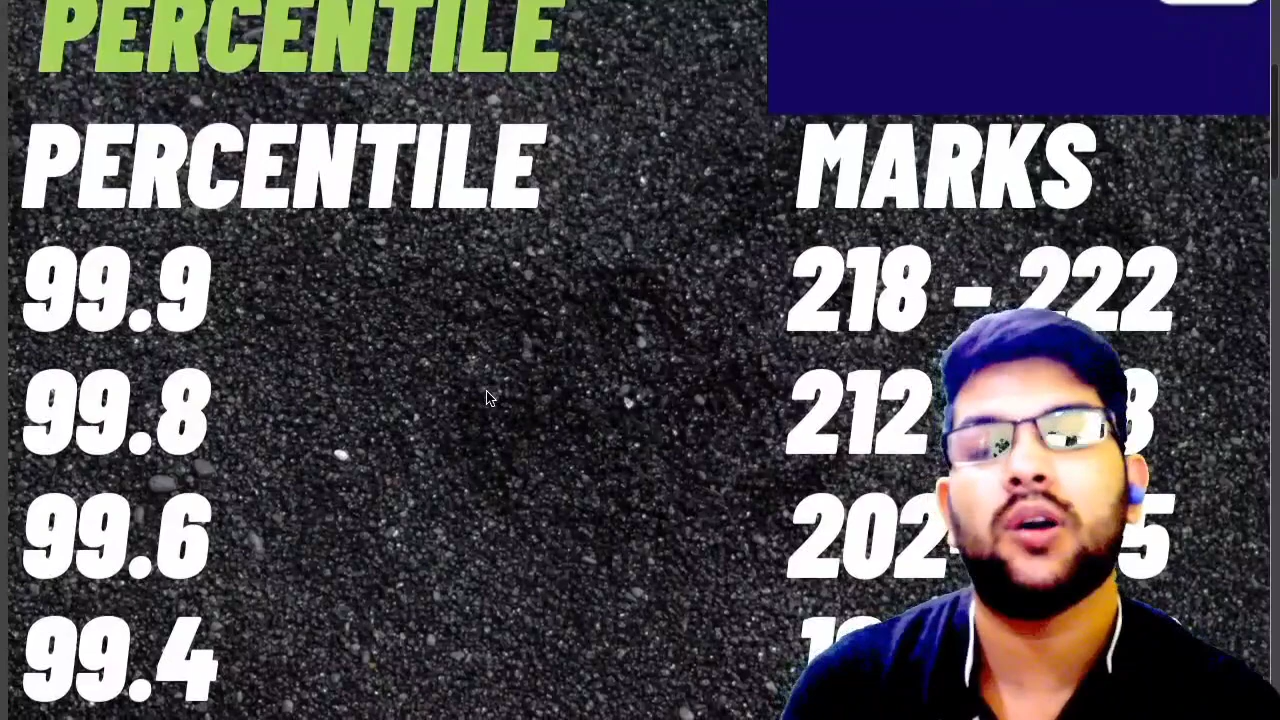 PERCENTILE
PERCENTILE MARKS
99.9 218 - 222
99.8 212
99.6 202-
99.4